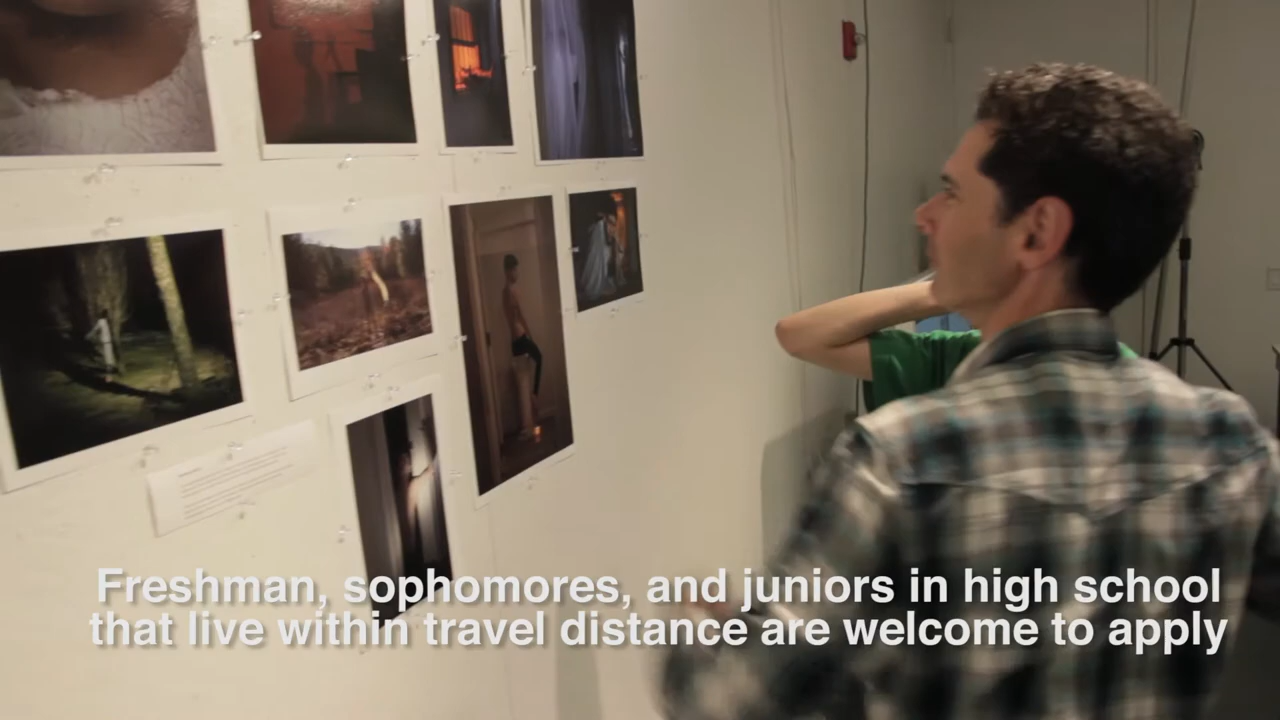 Freshman, sophomores, and juniors in high school
that live within travel distance are welcome to apply